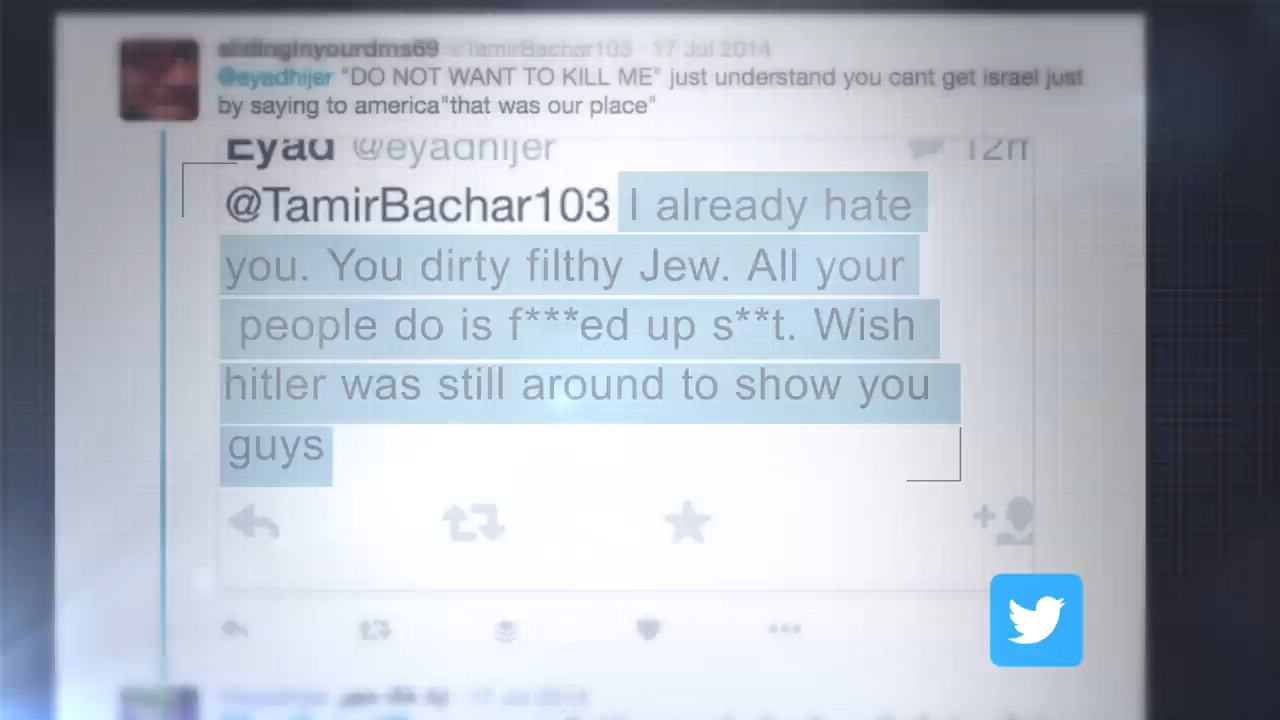 slidinginyourdms69 @TamirBachar103 · 17 Jul 2014
@eyadhijer "DO NOT WANT TO KILL ME" just understand you cant get israel just
by saying to america"that was our place"
Eyad @eyadhijer 12h
@TamirBachar103 I already hate
you. You dirty filthy Jew. All your
people do is f***ed up s**t. Wish
hitler was still around to show you
guys